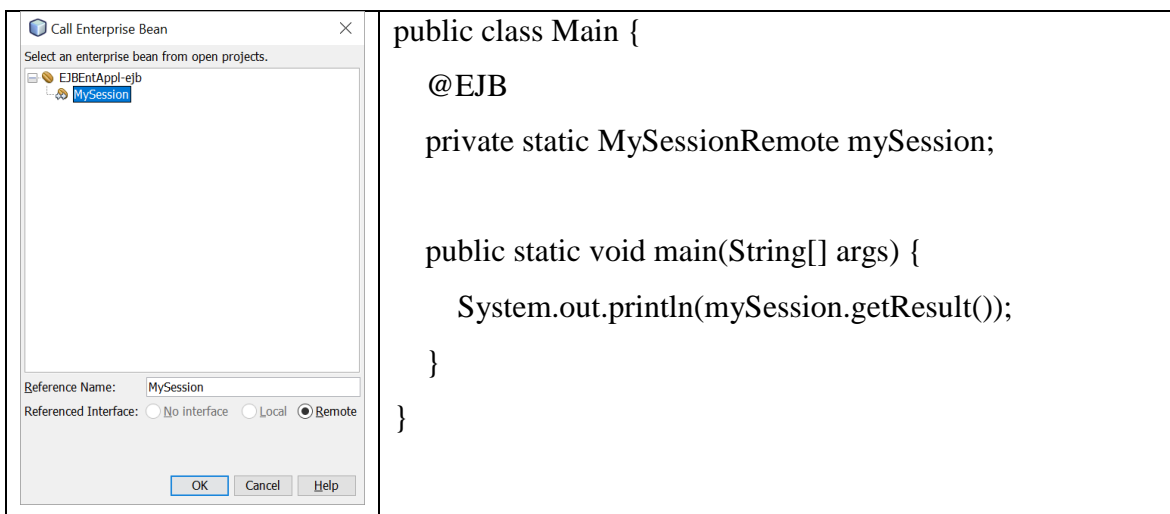 Call Enterprise Bean
Select an enterprise bean from open projects.
EJBEntAppl-ejb
MySession
Reference Name: MySession
Referenced Interface: No interface Local Remote
OK Cancel Help
public class Main {
@EJB
private static MySessionRemote mySession;
public static void main(String[] args) {
System.out.println(mySession.getResult());
}
}